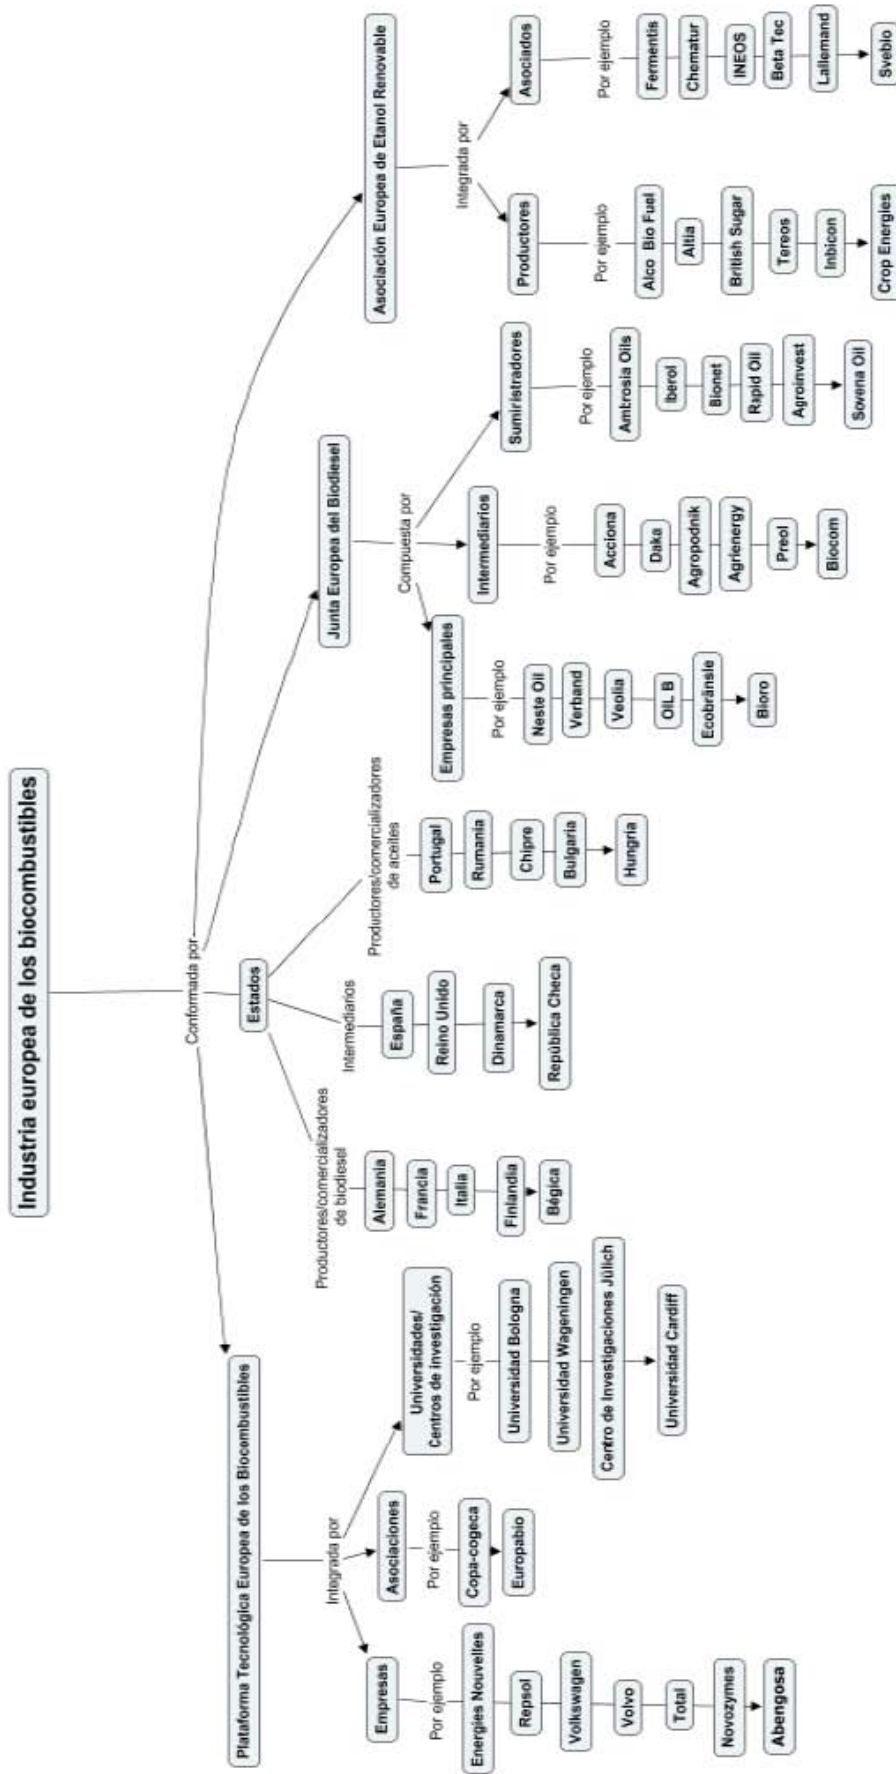 Industria europea de los biocombustibles
Conformada por
Plataforma Tecnológica Europea de los Biocombustibles
Integrada por
Empresas
Por ejemplo
Energies Nouvelles
Repsol
Volkswagen
Volvo
Total
Novozymes
Abengosa
Asociaciones
Por ejemplo
Copa-cogeca
Europabio
Universidades/
Centros de investigación
Por ejemplo
Universidad Bologna
Universidad Wageningen
Centro de Investigaciones Jülich
Universidad Cardiff
Estados
Productores/comercializadores
de biodiesel
Alemania
Francia
Italia
Finlandia
Bégica
Intermediarios
España
Reino Unido
Dinamarca
República Checa
Productores/comercializadores
de aceites
Portugal
Rumania
Chipre
Bulgaria
Hungria
Junta Europea del Biodiesel
Compuesta por
Empresas principales
Por ejemplo
Neste Oil
Verband
Veolia
OIL B
Ecobränsle
Bioro
Intermediarios
Por ejemplo
Acciona
Daka
Agropodnik
Agrienergy
Preol
Biocom
Sumiristradores
Por ejemplo
Ambrosia Oils
Iberol
Bionet
Rapid Oil
Agroinvest
Sovena Oil
Asociación Europea de Etanol Renovable
Integrada por
Productores
Por ejemplo
Alco Bio Fuel
Altia
British Sugar
Tereos
Inbicon
Crop Energies
Asociados
Por ejemplo
Fermentis
Chematur
INEOS
Beta Tec
Lallemand
Svebio